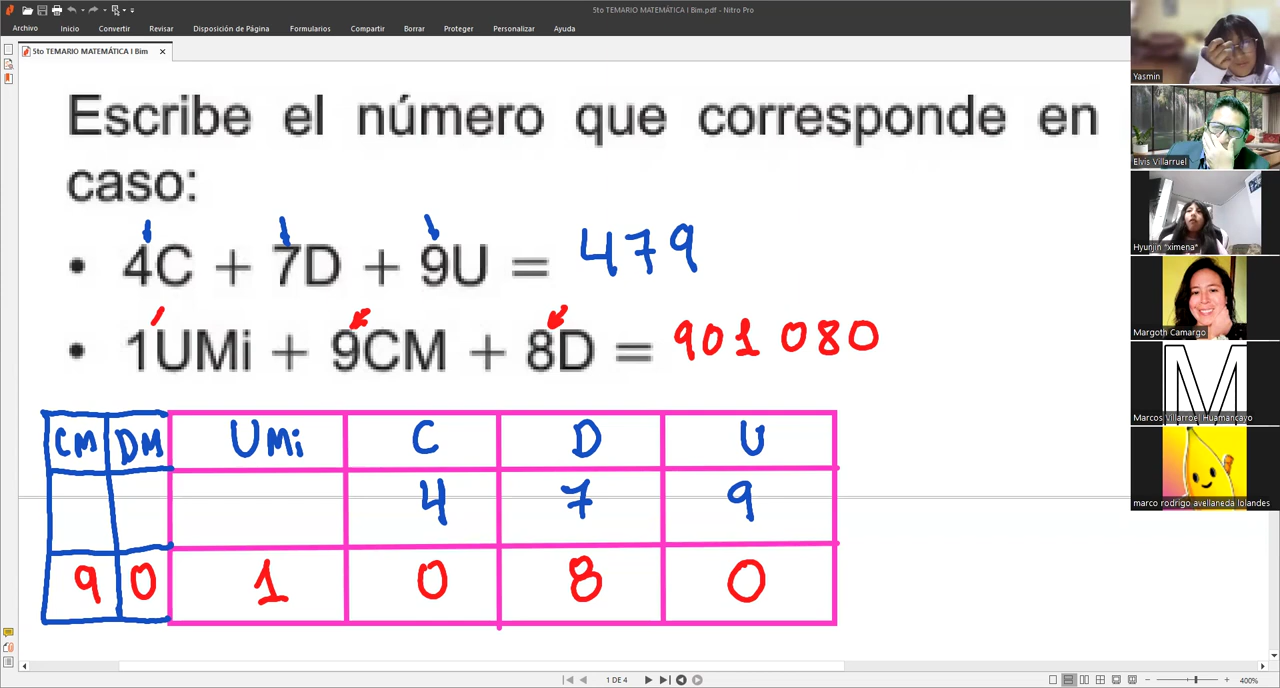 5to TEMARIO MATEMÁTICA I Bim.pdf - Nitro Pro
Archivo Inicio Convertir Revisar Disposición de Página Formularios Compartir Borrar Proteger Personalizar Ayuda
5to TEMARIO MATEMÁTICA I Bim
Escribe el número que corresponde en
caso:
• 4C + 7D + 9U = 479
• 1UMi + 9CM + 8D = 901 080
CM DM UMi C D U
4 7 9
9 0 1 0 8 0
1 DE 4
400%
Yasmin
Elvis Villarruel
Hyunjin *ximena*
Margoth Camargo
M
Marcos Villarroel Huamancayo
marco rodrigo avellaneda lolandes